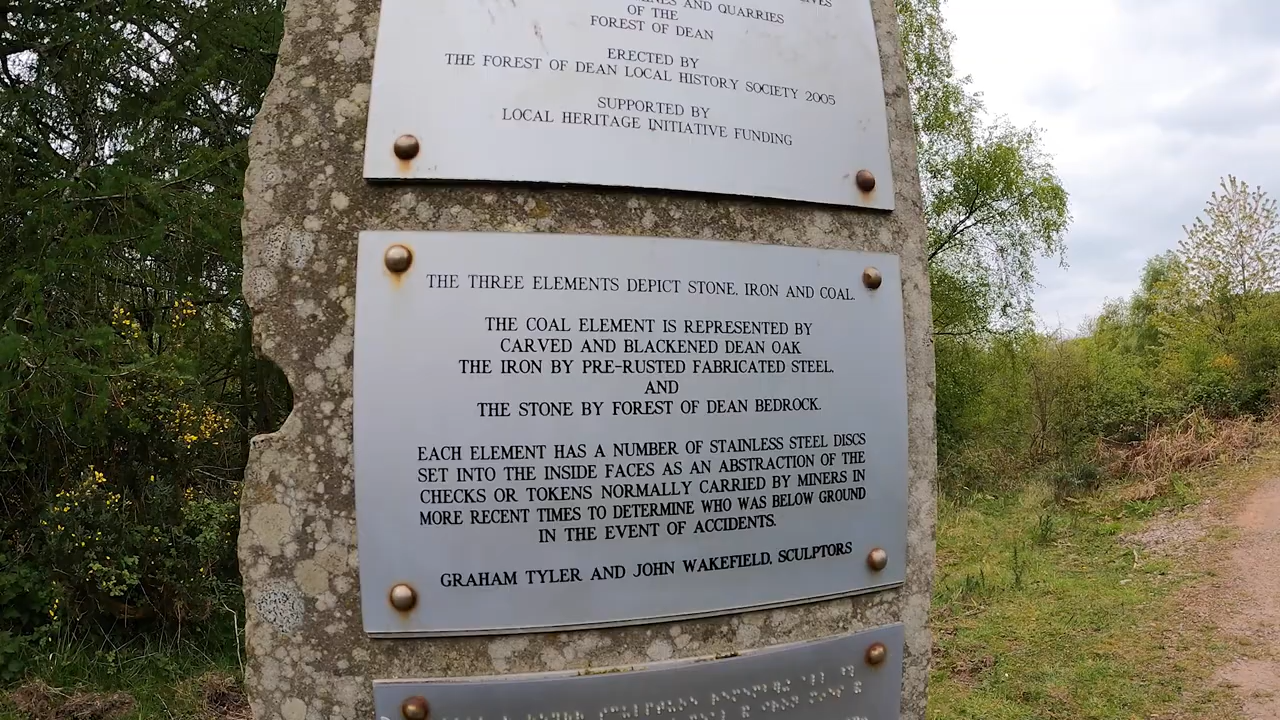 AND QUARRIES
OF THE
FOREST OF DEAN
ERECTED BY
THE FOREST OF DEAN LOCAL HISTORY SOCIETY 2005
SUPPORTED BY
LOCAL HERITAGE INITIATIVE FUNDING
THE THREE ELEMENTS DEPICT STONE, IRON AND COAL.
THE COAL ELEMENT IS REPRESENTED BY
CARVED AND BLACKENED DEAN OAK
THE IRON BY PRE-RUSTED FABRICATED STEEL,
AND
THE STONE BY FOREST OF DEAN BEDROCK.
EACH ELEMENT HAS A NUMBER OF STAINLESS STEEL DISCS
SET INTO THE INSIDE FACES AS AN ABSTRACTION OF THE
CHECKS OR TOKENS NORMALLY CARRIED BY MINERS IN
MORE RECENT TIMES TO DETERMINE WHO WAS BELOW GROUND
IN THE EVENT OF ACCIDENTS.
GRAHAM TYLER AND JOHN WAKEFIELD, SCULPTORS